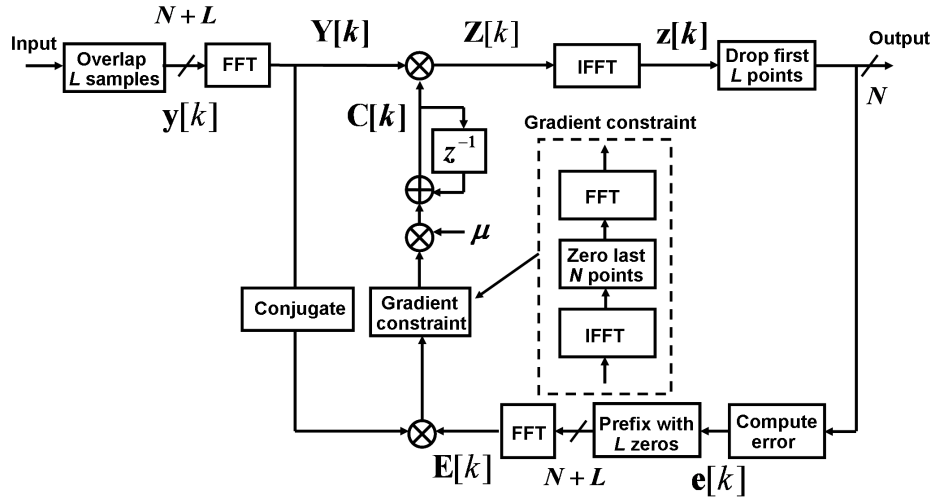 N + L
Y[k]
Z[k]
z[k]
Input
Output
Overlap
L samples
FFT
IFFT
Drop first
L points
y[k]
N
C[k]
z⁻¹
Gradient constraint
FFT
μ
Zero last
N points
Conjugate
Gradient
constraint
IFFT
FFT
Prefix with
L zeros
Compute
error
E[k]
N + L
e[k]